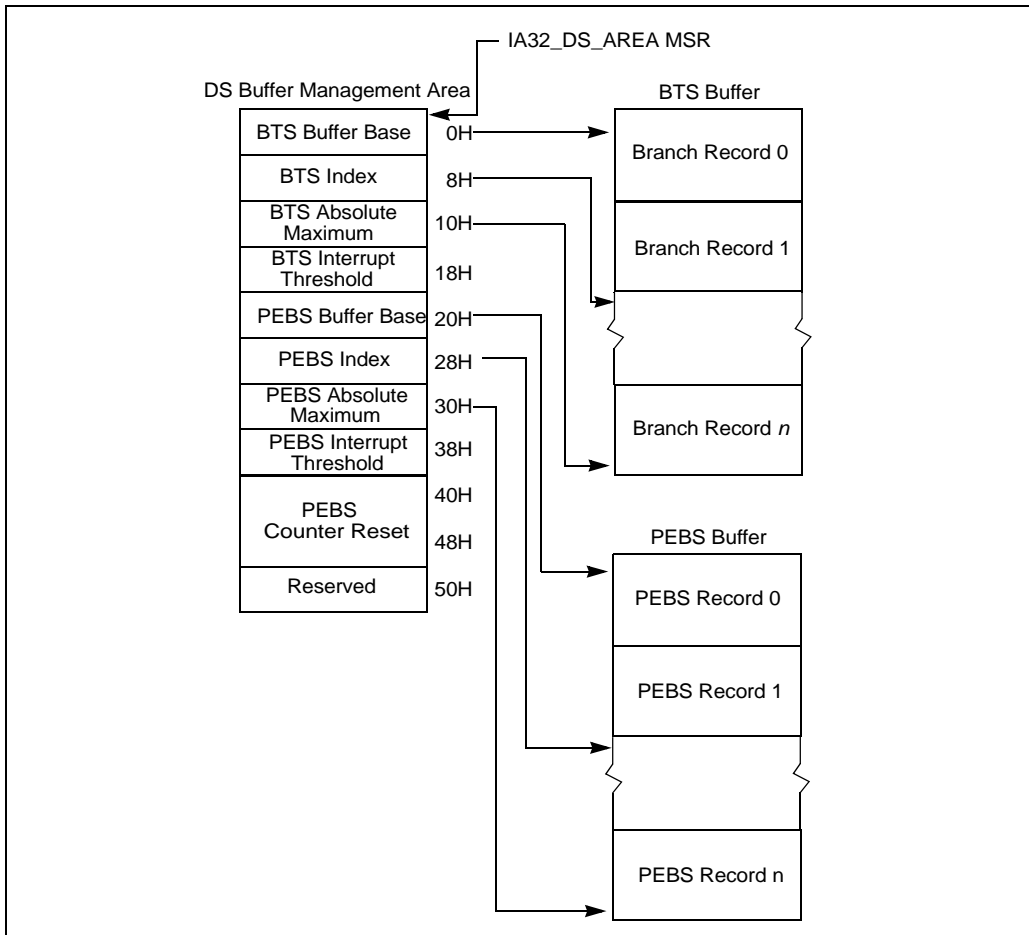 IA32_DS_AREA MSR
DS Buffer Management Area
BTS Buffer Base 0H
BTS Index 8H
BTS Absolute
Maximum 10H
BTS Interrupt
Threshold 18H
PEBS Buffer Base 20H
PEBS Index 28H
PEBS Absolute
Maximum 30H
PEBS Interrupt
Threshold 38H
40H
PEBS
Counter Reset
48H
Reserved 50H
BTS Buffer
Branch Record 0
Branch Record 1
Branch Record n
PEBS Buffer
PEBS Record 0
PEBS Record 1
PEBS Record n